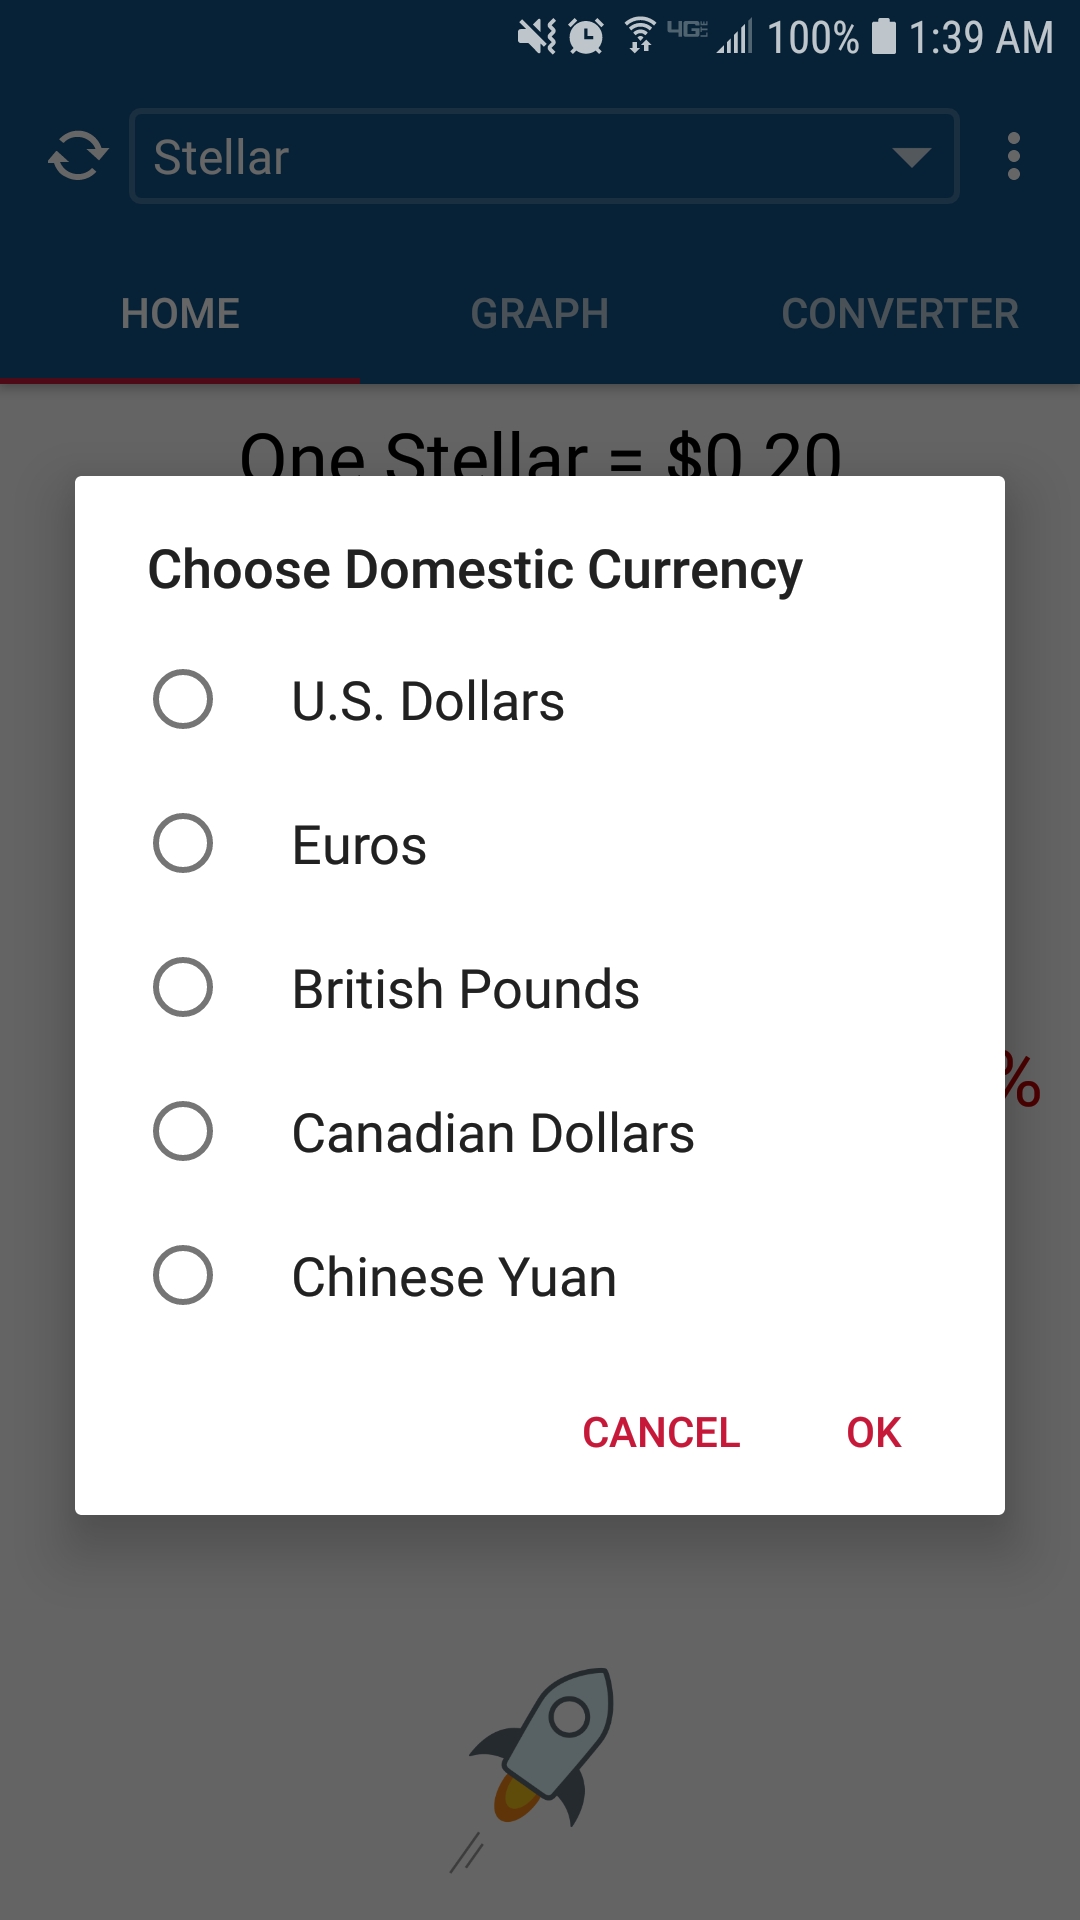 4G LTE 100% 1:39 AM
Stellar
HOME GRAPH CONVERTER
One Stellar = $0.20
Choose Domestic Currency
U.S. Dollars
Euros
British Pounds
%
Canadian Dollars
Chinese Yuan
CANCEL OK